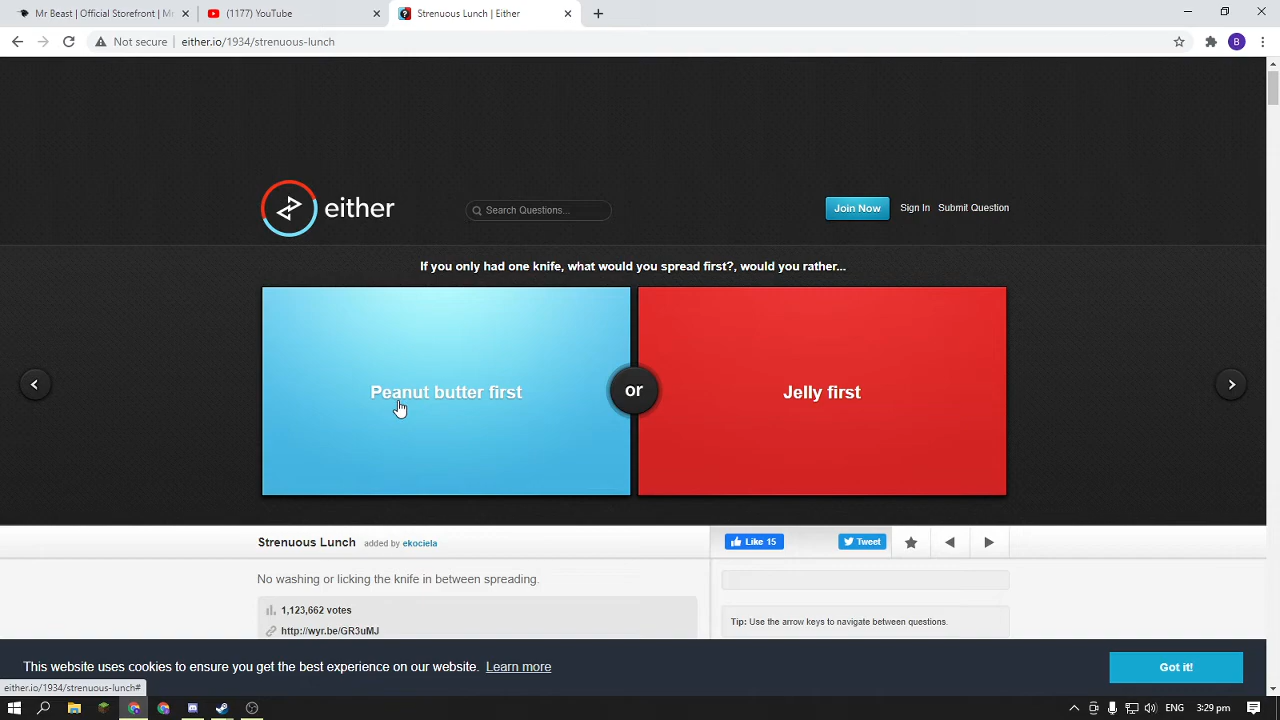 Mr Beast | Official Storefront | Mr
(1177) YouTube
Strenuous Lunch | Either
Not secure
either.io/1934/strenuous-lunch
B
either
Search Questions...
Join Now
Sign In
Submit Question
If you only had one knife, what would you spread first?, would you rather...
Peanut butter first
or
Jelly first
Strenuous Lunch
added by ekociela
Like 15
Tweet
No washing or licking the knife in between spreading.
1,123,662 votes
http://wyr.be/GR3uMJ
Tip: Use the arrow keys to navigate between questions.
This website uses cookies to ensure you get the best experience on our website. Learn more
Got it!
either.io/1934/strenuous-lunch#
ENG
3:29 pm